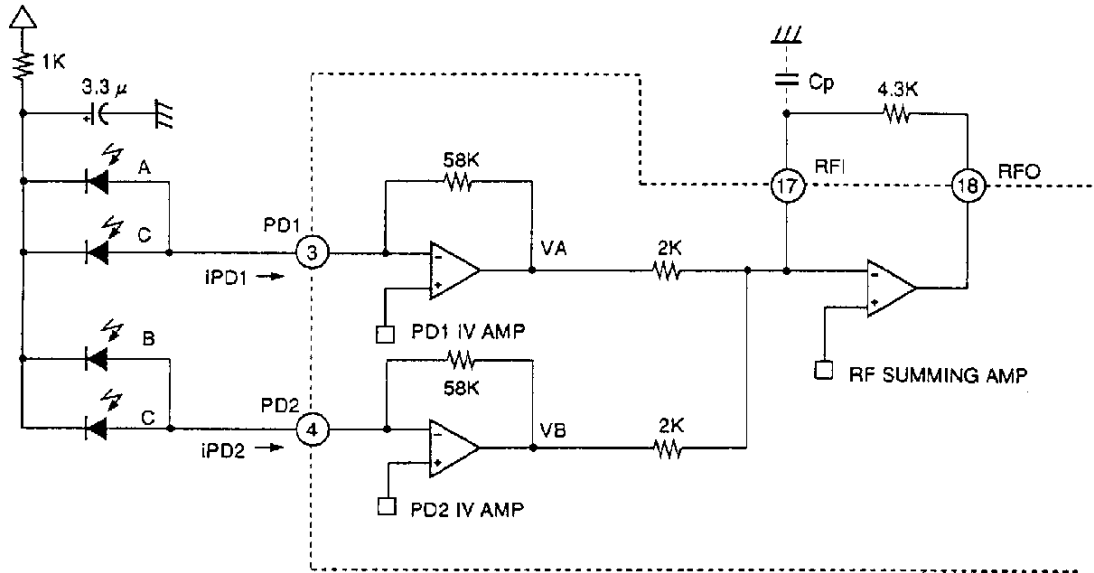 1K
3.3 μ
Cp
4.3K
A
58K
17
RFI
18
RFO
C
PD1
3
VA
2K
iPD1 →
−
+
−
+
PD1 IV AMP
B
58K
RF SUMMING AMP
C
PD2
4
VB
2K
iPD2 →
−
+
PD2 IV AMP